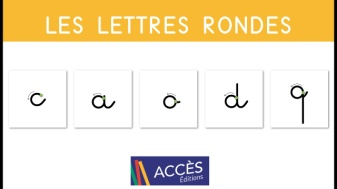 LES LETTRES RONDES
c a o d q
ACCÈS
Éditions